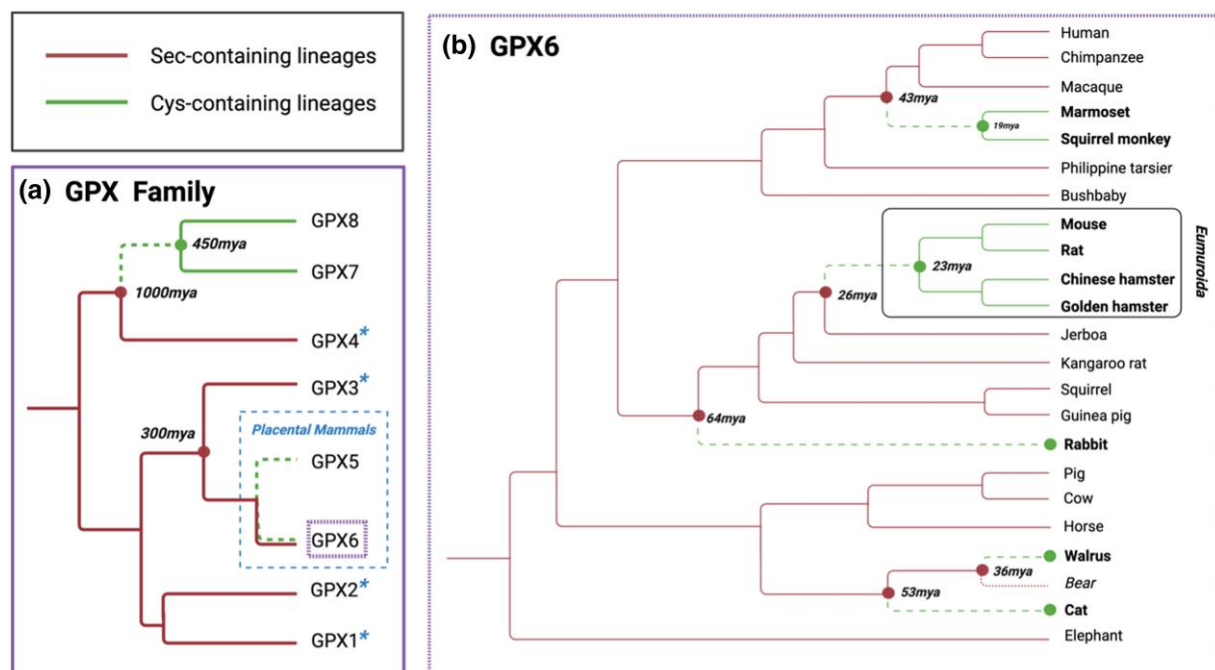 Sec-containing lineages
Cys-containing lineages
(a) GPX Family
GPX8
450mya
GPX7
1000mya
GPX4*
GPX3*
300mya
Placental Mammals
GPX5
GPX6
GPX2*
GPX1*
(b) GPX6
Human
Chimpanzee
Macaque
43mya
Marmoset
19mya
Squirrel monkey
Philippine tarsier
Bushbaby
Mouse
Rat
23mya
Chinese hamster
Golden hamster
Eumuroida
26mya
Jerboa
Kangaroo rat
Squirrel
Guinea pig
64mya
Rabbit
Pig
Cow
Horse
Walrus
36mya
Bear
53mya
Cat
Elephant